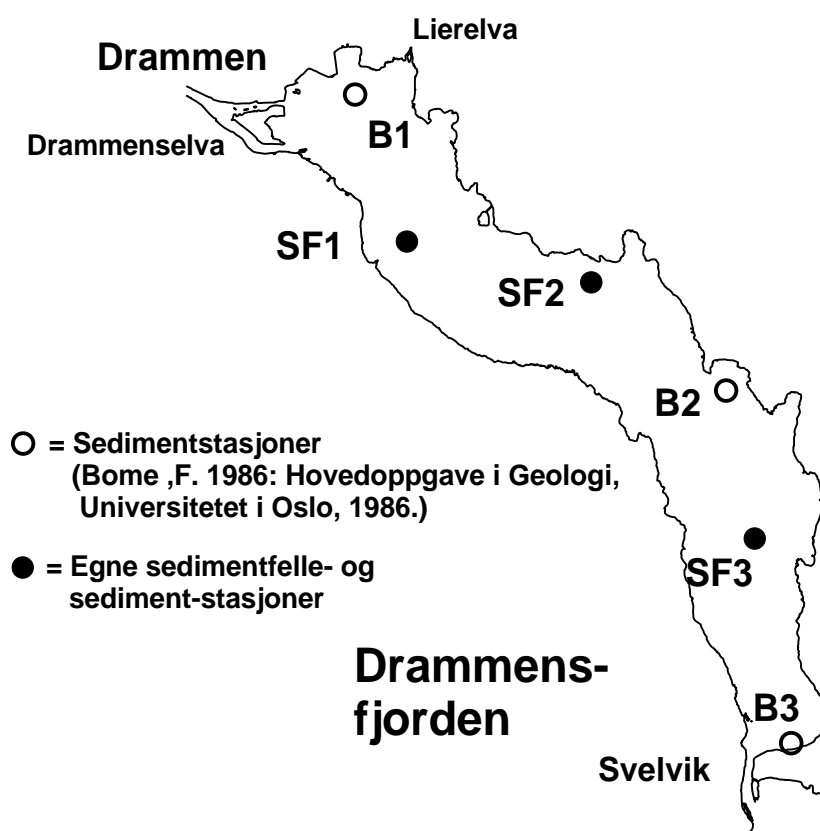 Lierelva
Drammen
B1
Drammenselva
SF1
SF2
B2
= Sedimentstasjoner
(Bome ,F. 1986: Hovedoppgave i Geologi,
Universitetet i Oslo, 1986.)
= Egne sedimentfelle- og
sediment-stasjoner
SF3
Drammens-
fjorden
B3
Svelvik